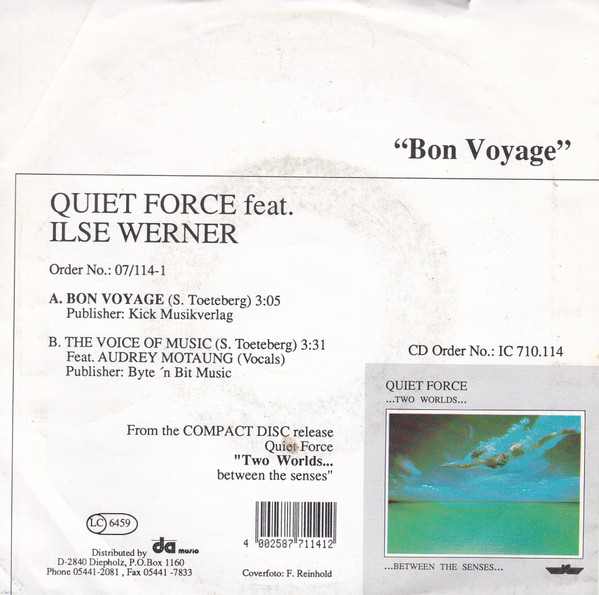 “Bon Voyage”
QUIET FORCE feat.
ILSE WERNER
Order No.: 07/114-1
A. BON VOYAGE (S. Toeteberg) 3:05
Publisher: Kick Musikverlag
B. THE VOICE OF MUSIC (S. Toeteberg) 3:31
Feat. AUDREY MOTAUNG (Vocals)
Publisher: Byte ´n Bit Music
CD Order No.: IC 710.114
QUIET FORCE
...TWO WORLDS...
...BETWEEN THE SENSES...
From the COMPACT DISC release
Quiet Force
"Two Worlds...
between the senses"
LC 6459
Distributed by da music
D-2840 Diepholz, P.O.Box 1160
Phone 05441-2081 , Fax 05441 -7833
4 002587 711412
Coverfoto: F. Reinhold